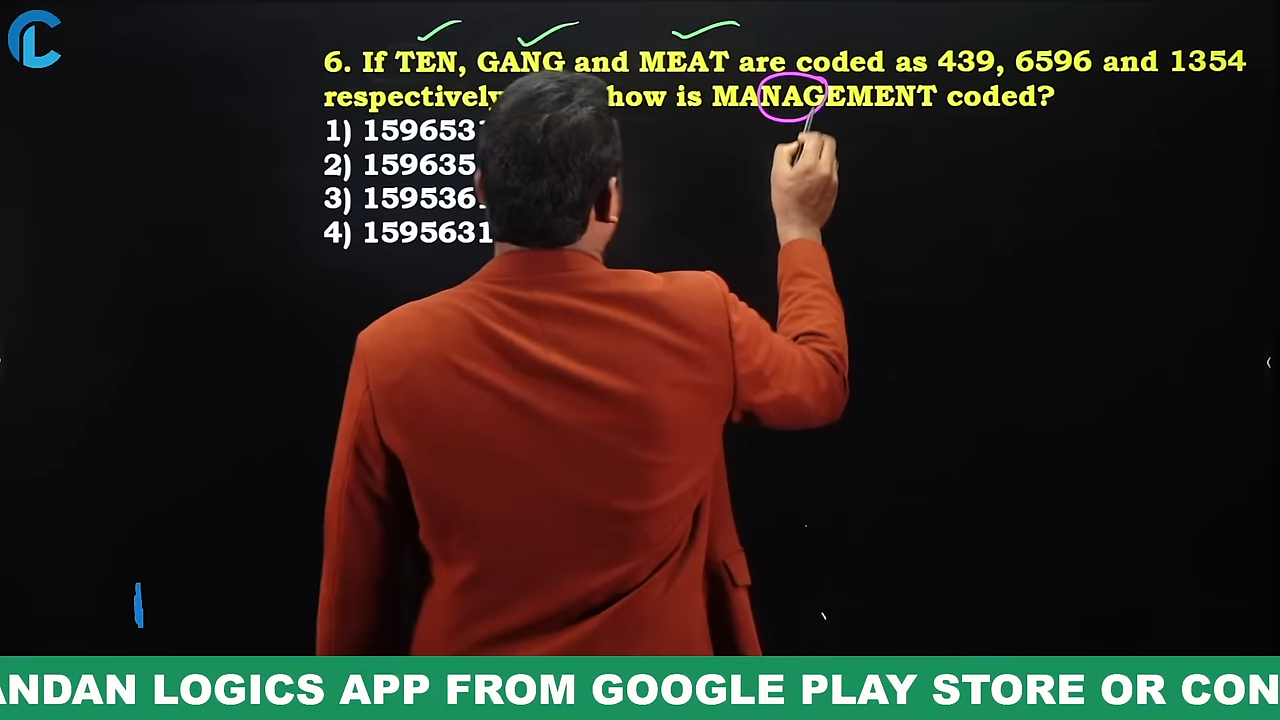 6. If TEN, GANG and MEAT are coded as 439, 6596 and 1354
respectively how is MANAGEMENT coded?
1) 159653
2) 159635
3) 159536
4) 1595631
ANDAN LOGICS APP FROM GOOGLE PLAY STORE OR CON